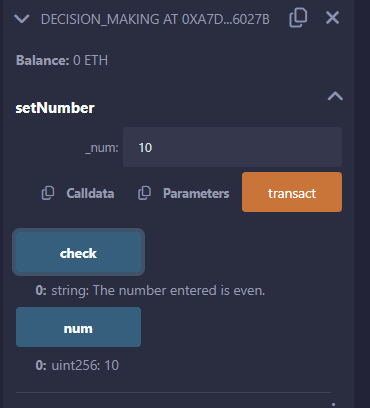 DECISION_MAKING AT 0XA7D...6027B
Balance: 0 ETH
setNumber
_num: 10
Calldata Parameters transact
check
0: string: The number entered is even.
num
0: uint256: 10